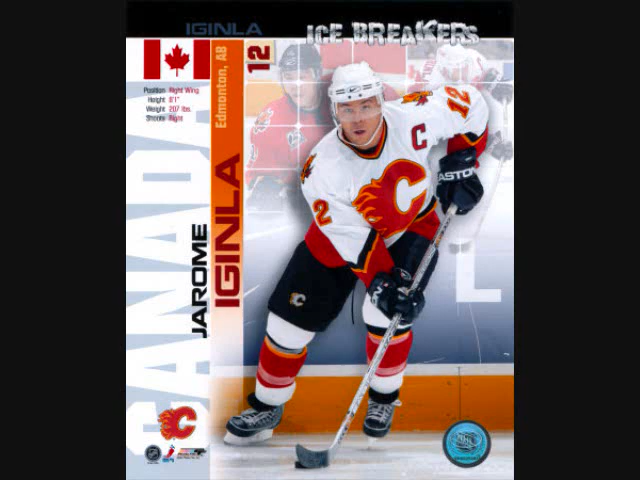 IGINLA
ICE BREAKERS
12
Edmonton, AB
Position Right Wing
Height 6'1"
Weight 207 lbs.
Shoots Right
CANADA
JAROME
IGINLA
C
12
12
EASTON
C
C
C